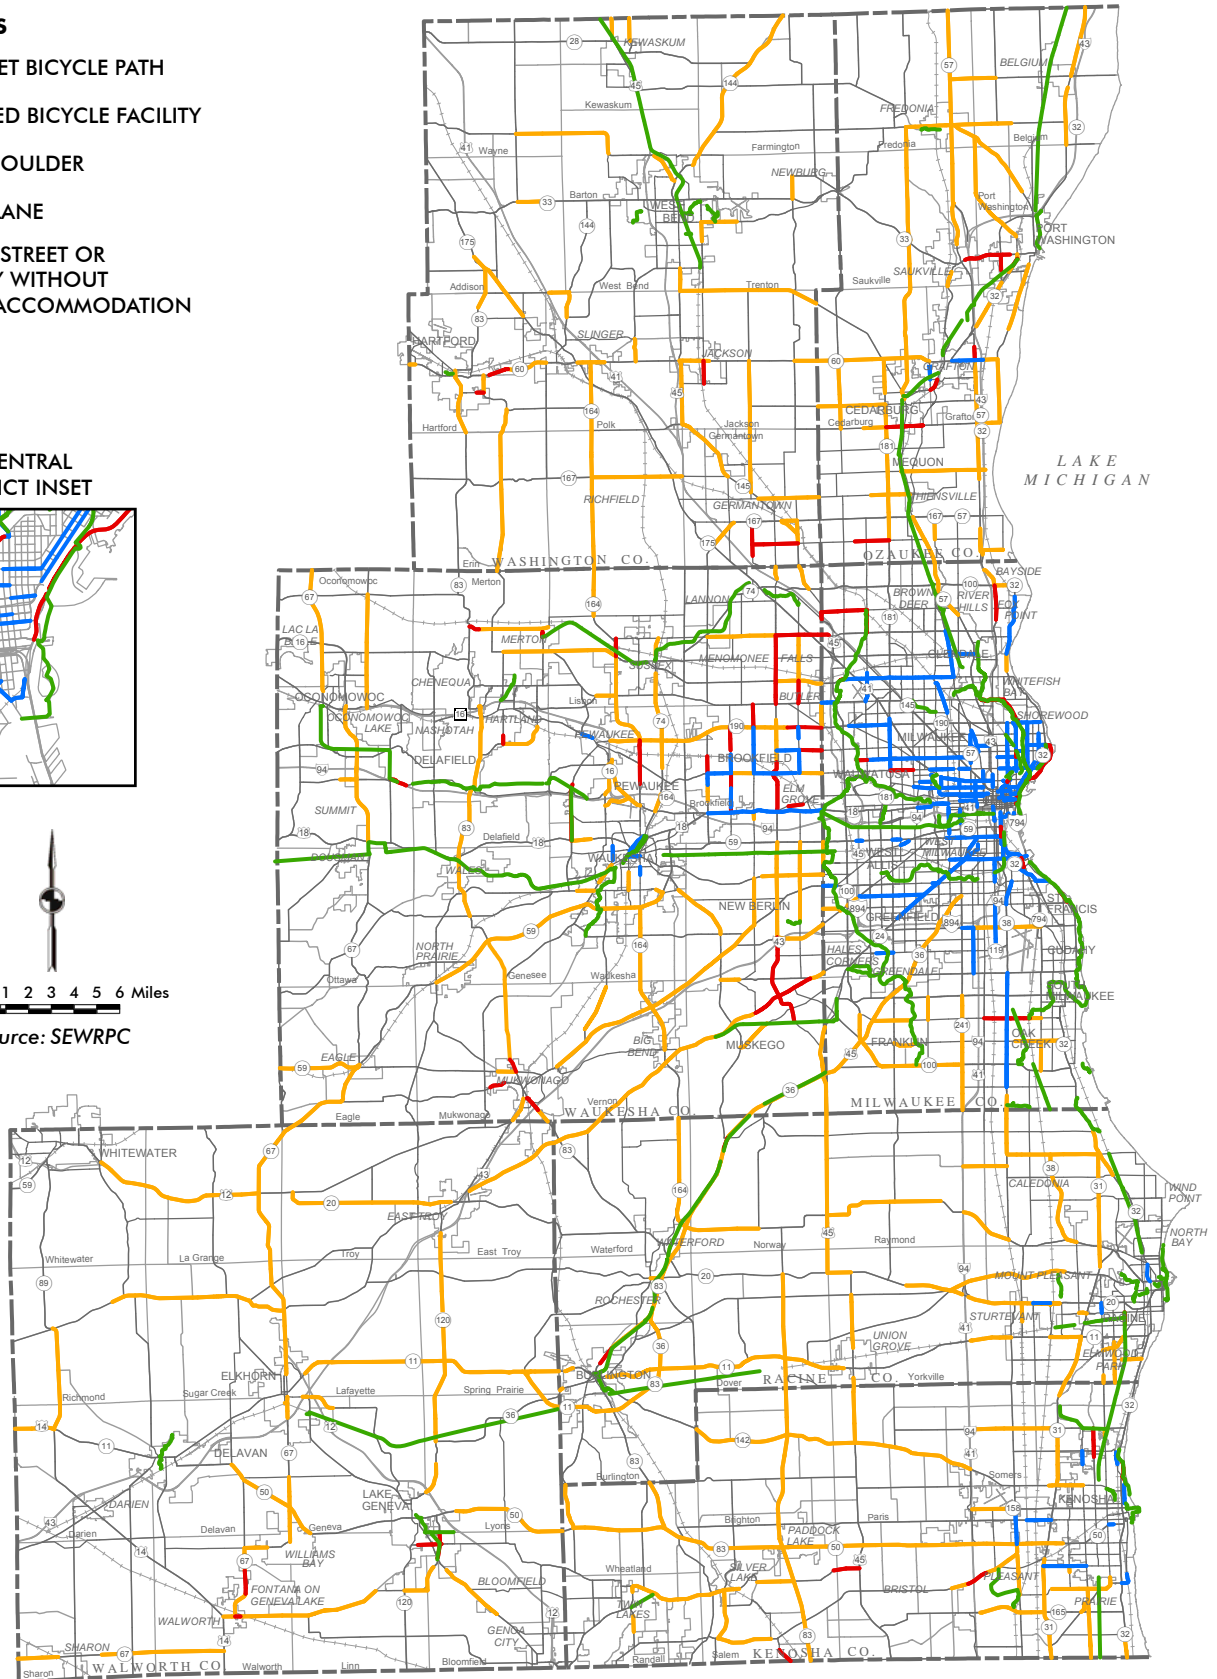 s
ET BICYCLE PATH
ED BICYCLE FACILITY
OULDER
ANE
STREET OR
Y WITHOUT
ACCOMMODATION
ENTRAL
ICT INSET
1 2 3 4 5 6 Miles
urce: SEWRPC
LAKE
MICHIGAN
KEWASKUM
Kewaskum
Wayne
Farmington
NEWBURG
Barton
WEST
BEND
Addison
West Bend
Trenton
HARTFORD
SLINGER
JACKSON
Hartford
Polk
Jackson
Germantown
RICHFIELD
GERMANTOWN
Erin
WASHINGTON CO.
BELGIUM
FREDONIA
Fredonia
Belgium
Port
Washington
PORT
WASHINGTON
SAUKVILLE
Saukville
GRAFTON
CEDARBURG
Cedarburg
Grafton
MEQUON
THIENSVILLE
OZAUKEE CO.
BAYSIDE
BROWN
DEER
RIVER
HILLS
FOX
POINT
GLENDALE
WHITEFISH
BAY
SHOREWOOD
MILWAUKEE
WAUWATOSA
WEST
MILWAUKEE
WEST
ALLIS
ST.
FRANCIS
GREENFIELD
CUDAHY
HALES
CORNERS
GREENDALE
SOUTH
MILWAUKEE
FRANKLIN
OAK
CREEK
MILWAUKEE CO.
Oconomowoc
Merton
LANNON
LAC LA
BELLE
MERTON
SUSSEX
MENOMONEE FALLS
CHENEQUA
Lisbon
BUTLER
OCONOMOWOC
OCONOMOWOC
LAKE
NASHOTAH
HARTLAND
PEWAUKEE
DELAFIELD
BROOKFIELD
PEWAUKEE
Brookfield
ELM
GROVE
SUMMIT
Delafield
DOUSMAN
WALES
WAUKESHA
NEW BERLIN
NORTH
PRAIRIE
Ottawa
Genesee
Waukesha
BIG
BEND
MUSKEGO
EAGLE
MUKWONAGO
Eagle
Mukwonago
Vernon
WAUKESHA CO.
WHITEWATER
Whitewater
La Grange
Troy
EAST TROY
East Troy
Waterford
WATERFORD
Norway
Raymond
CALEDONIA
WIND
POINT
NORTH
BAY
ROCHESTER
MOUNT PLEASANT
STURTEVANT
RACINE
ELMWOOD
PARK
UNION
GROVE
ELKHORN
Richmond
Sugar Creek
Lafayette
Spring Prairie
BURLINGTON
Dover
RACINE CO.
Yorkville
DELAVAN
Burlington
DARIEN
Darien
Delavan
Geneva
LAKE
GENEVA
Lyons
WILLIAMS
BAY
FONTANA ON
GENEVA LAKE
WALWORTH
BLOOMFIELD
GENOA
CITY
SHARON
Sharon
WALWORTH CO.
Walworth
Linn
Bloomfield
Somers
KENOSHA
Brighton
Paris
PADDOCK
LAKE
Wheatland
SILVER
LAKE
TWIN
LAKES
BRISTOL
PLEASANT
PRAIRIE
Randall
Salem
KENOSHA CO.